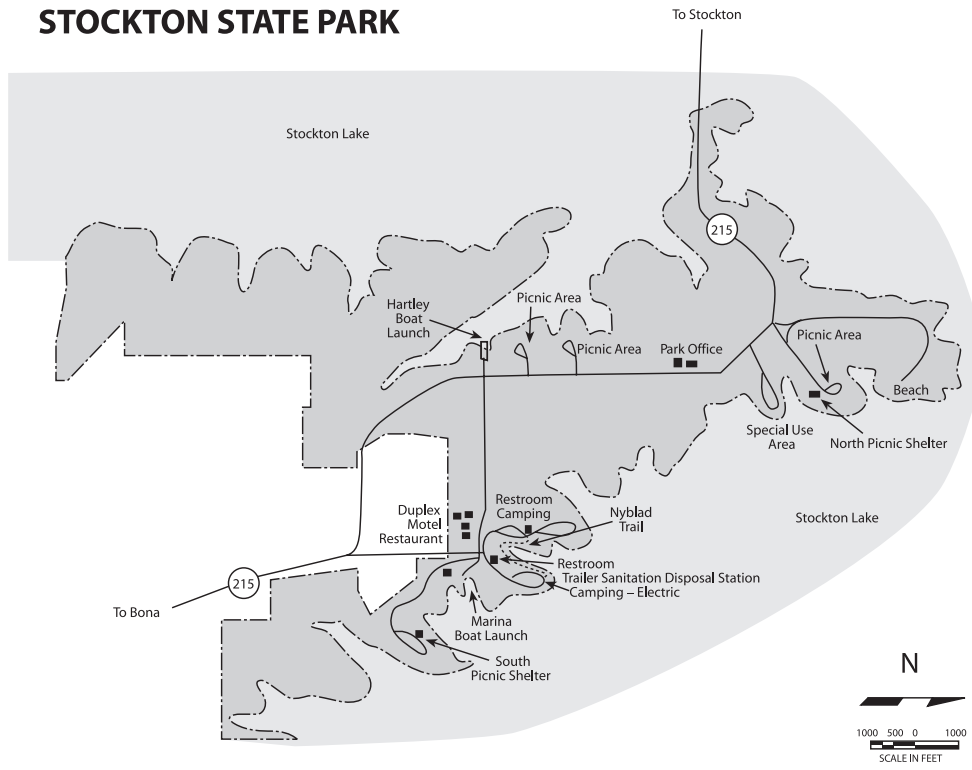 STOCKTON STATE PARK
To Stockton
Stockton Lake
215
Hartley
Boat
Launch
Picnic Area
Picnic Area
Park Office
Picnic Area
Beach
Special Use
Area
North Picnic Shelter
Duplex
Motel
Restaurant
Restroom
Camping
Nyblad
Trail
Stockton Lake
Restroom
Trailer Sanitation Disposal Station
Camping – Electric
215
To Bona
Marina
Boat Launch
South
Picnic Shelter
N
1000 500 0 1000
SCALE IN FEET